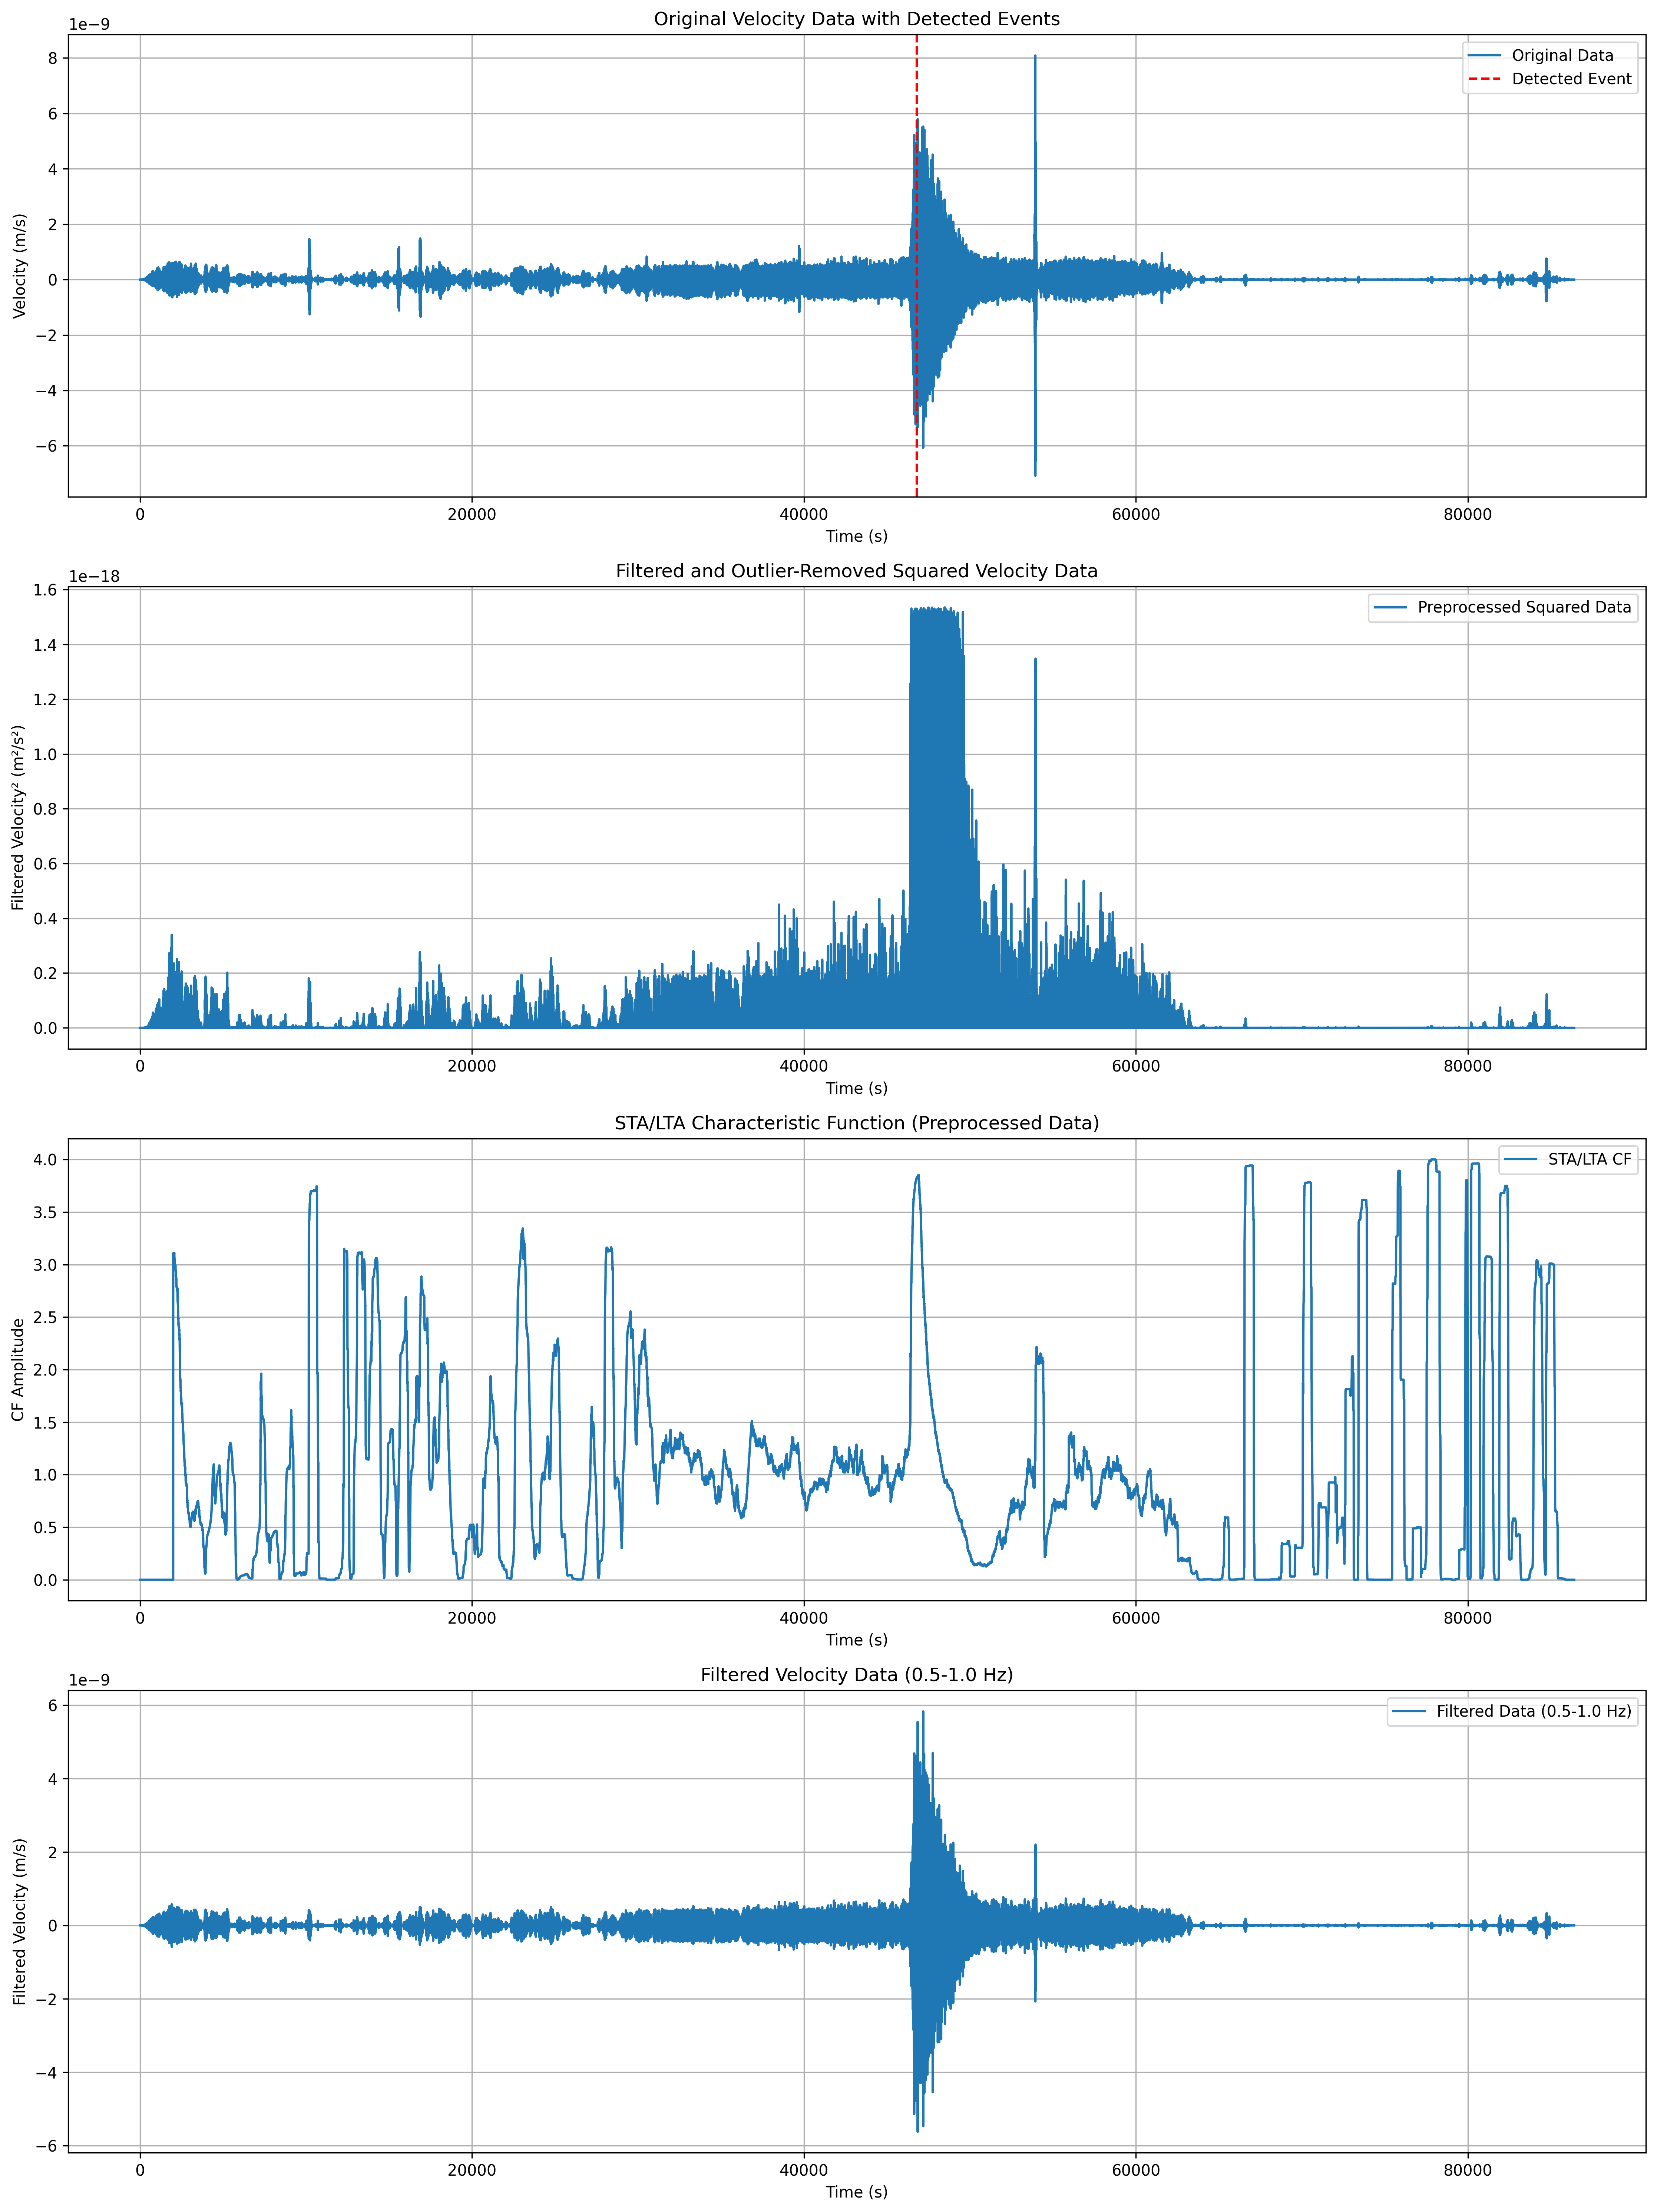 Original Velocity Data with Detected Events
1e−9
8
6
4
2
0
−2
−4
−6
Velocity (m/s)
Original Data
Detected Event
0 20000 40000 60000 80000
Time (s)
Filtered and Outlier-Removed Squared Velocity Data
1e−18
1.6
1.4
1.2
1.0
0.8
0.6
0.4
0.2
0.0
Filtered Velocity² (m²/s²)
Preprocessed Squared Data
0 20000 40000 60000 80000
Time (s)
STA/LTA Characteristic Function (Preprocessed Data)
4.0
3.5
3.0
2.5
2.0
1.5
1.0
0.5
0.0
CF Amplitude
STA/LTA CF
0 20000 40000 60000 80000
Time (s)
Filtered Velocity Data (0.5-1.0 Hz)
1e−9
6
4
2
0
−2
−4
−6
Filtered Velocity (m/s)
Filtered Data (0.5-1.0 Hz)
0 20000 40000 60000 80000
Time (s)